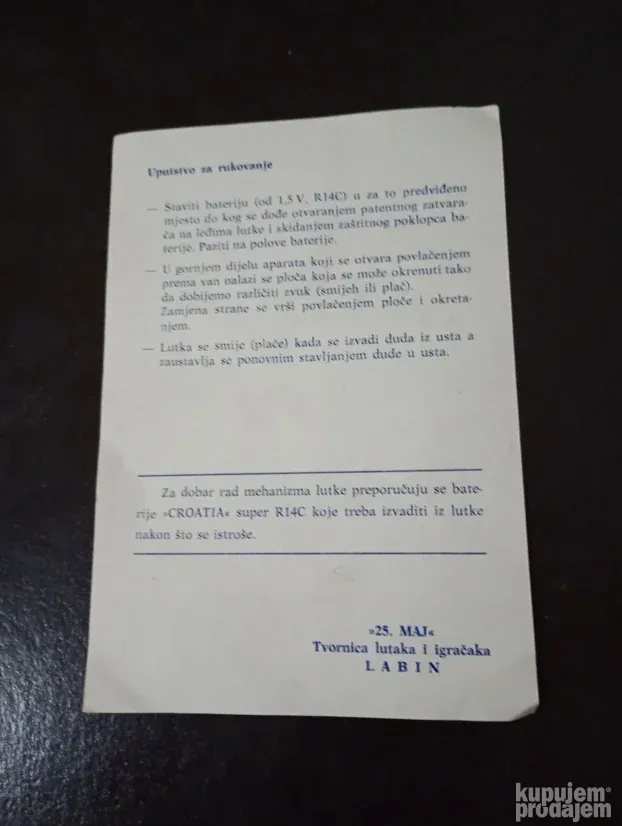 Uputstvo za rukovanje
— Staviti bateriju (od 1,5 V, R14C) u za to predviđeno
mjesto do kog se dođe otvaranjem patentnog zatvara-
ča na leđima lutke i skidanjem zaštitnog poklopca ba-
terije. Paziti na polove baterije.
— U gornjem dijelu aparata koji se otvara povlačenjem
prema van nalazi se ploča koja se može okrenuti tako
da dobijemo različiti zvuk (smijeh ili plač).
Zamjena strane se vrši povlačenjem ploče i okreta-
njem.
— Lutka se smije (plače) kada se izvadi duda iz usta a
zaustavlja se ponovnim stavljanjem dude u usta.
Za dobar rad mehanizma lutke preporučuju se bate-
rije »CROATIA« super R14C koje treba izvaditi iz lutke
nakon što se istroše.
»25. MAJ«
Tvornica lutaka i igračaka
LABIN
kupujem
prodajem